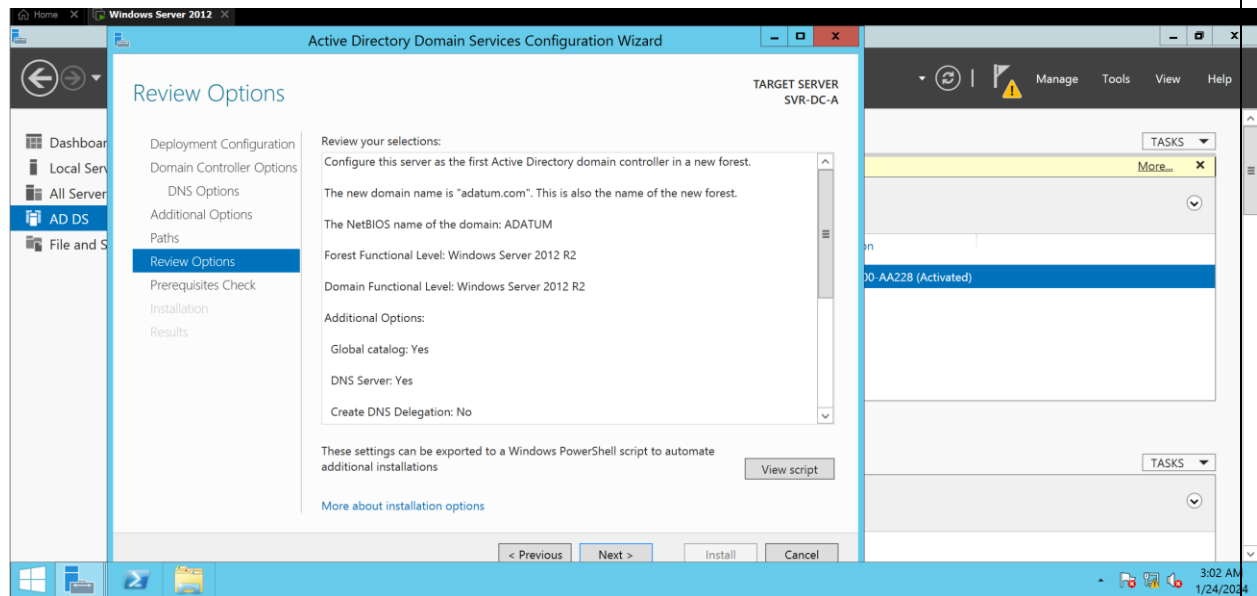 Home
Windows Server 2012
Active Directory Domain Services Configuration Wizard
Manage Tools View Help
Review Options
TARGET SERVER
SVR-DC-A
Dashboar
Local Serv
All Server
AD DS
File and S
Deployment Configuration
Domain Controller Options
DNS Options
Additional Options
Paths
Review Options
Prerequisites Check
Installation
Results
Review your selections:
Configure this server as the first Active Directory domain controller in a new forest.
The new domain name is "adatum.com". This is also the name of the new forest.
The NetBIOS name of the domain: ADATUM
Forest Functional Level: Windows Server 2012 R2
Domain Functional Level: Windows Server 2012 R2
Additional Options:
Global catalog: Yes
DNS Server: Yes
Create DNS Delegation: No
These settings can be exported to a Windows PowerShell script to automate
additional installations
View script
More about installation options
< Previous Next > Install Cancel
TASKS
More...
on
00-AA228 (Activated)
TASKS
3:02 AM
1/24/2024